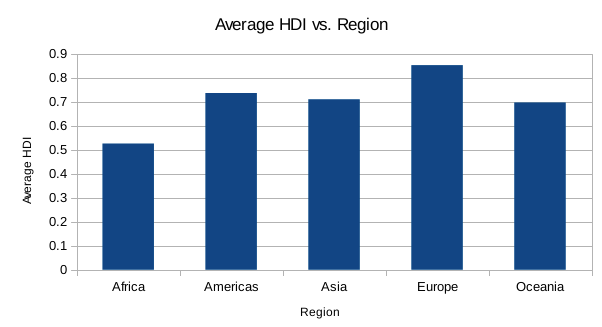 Average HDI vs. Region
0.9
0.8
0.7
0.6
0.5
0.4
0.3
0.2
0.1
0
Average HDI
Africa Americas Asia Europe Oceania
Region